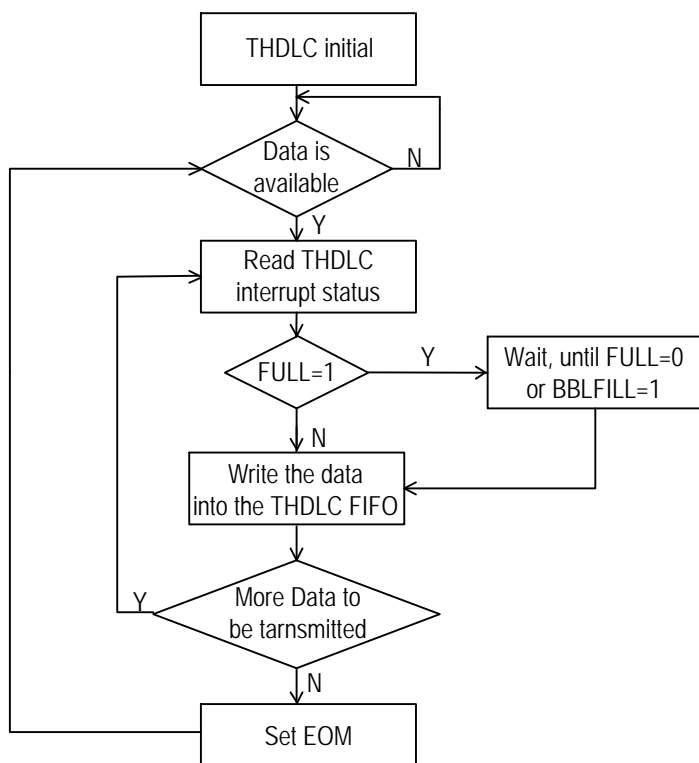 THDLC initial
Data is
available
N
Y
Read THDLC
interrupt status
FULL=1
Y
Wait, until FULL=0
or BBLFILL=1
N
Write the data
into the THDLC FIFO
More Data to
be tarnsmitted
Y
N
Set EOM